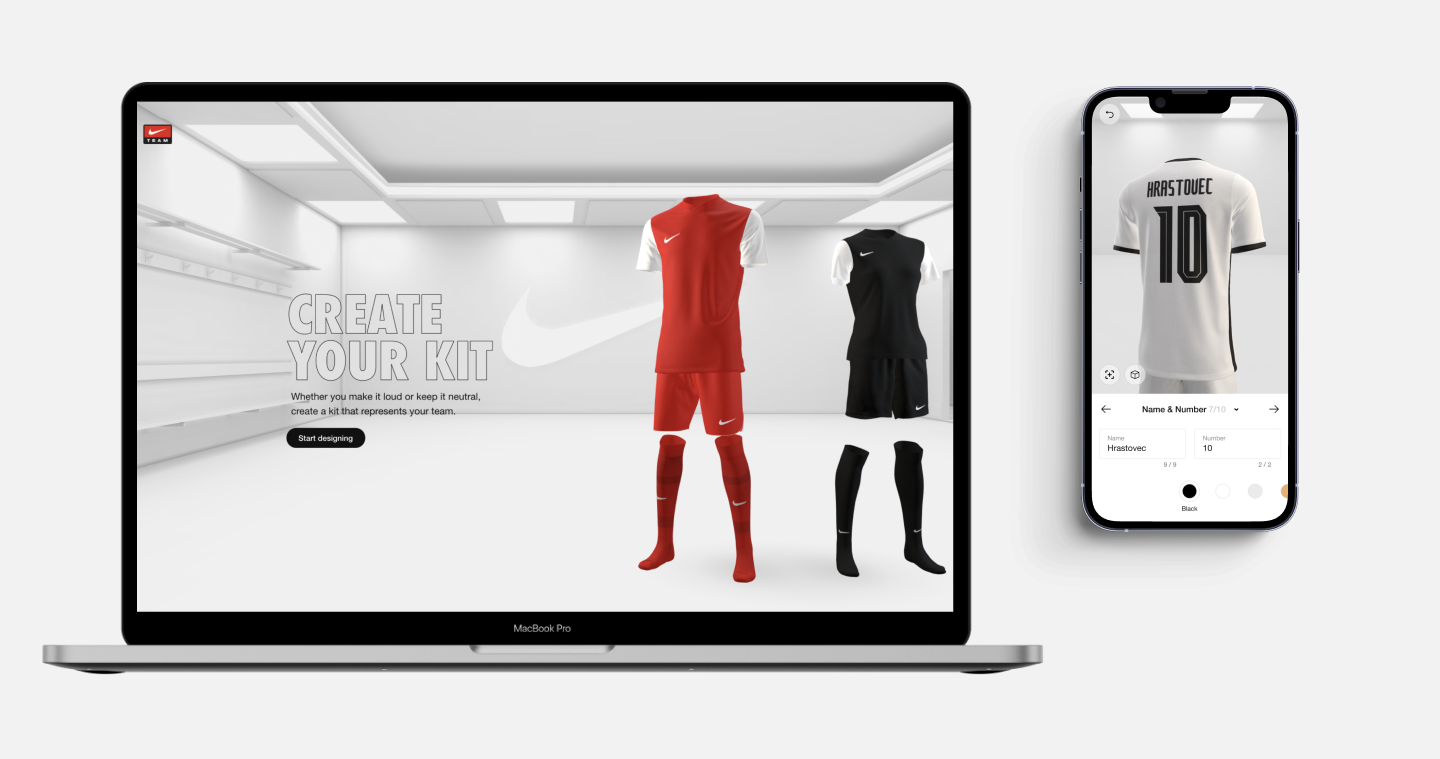 TEAM
CREATE
YOUR KIT
Whether you make it loud or keep it neutral,
create a kit that represents your team.
Start designing
MacBook Pro
HRASTOVEC
10
Name & Number 7/10
Name
Hrastovec
9 / 9
Number
10
2 / 2
Black